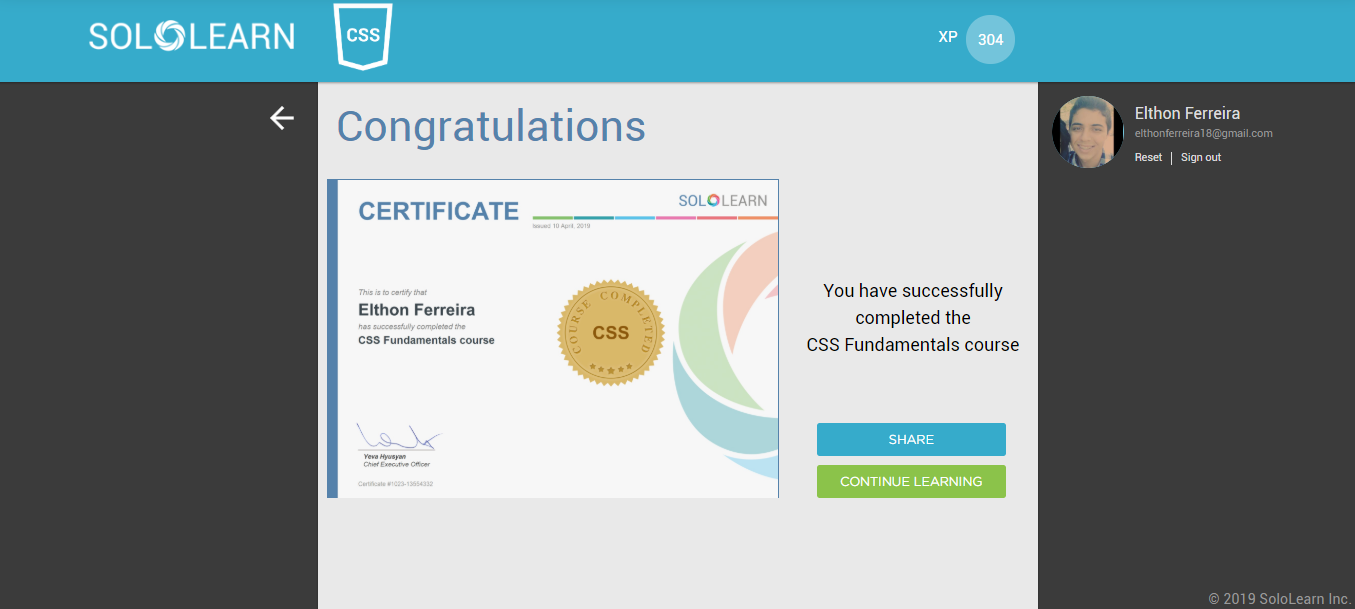 SOLOLEARN
CSS
XP 304
Elthon Ferreira
elthonferreira18@gmail.com
Reset | Sign out
Congratulations
CERTIFICATE
SOLOLEARN
Issued 10 April, 2019
This is to certify that
Elthon Ferreira
has successfully completed the
CSS Fundamentals course
COURSE COMPLETED
CSS
Yeva Hyusyan
Chief Executive Officer
Certificate #1023-13604332
You have successfully
completed the
CSS Fundamentals course
SHARE
CONTINUE LEARNING
© 2019 SoloLearn Inc.